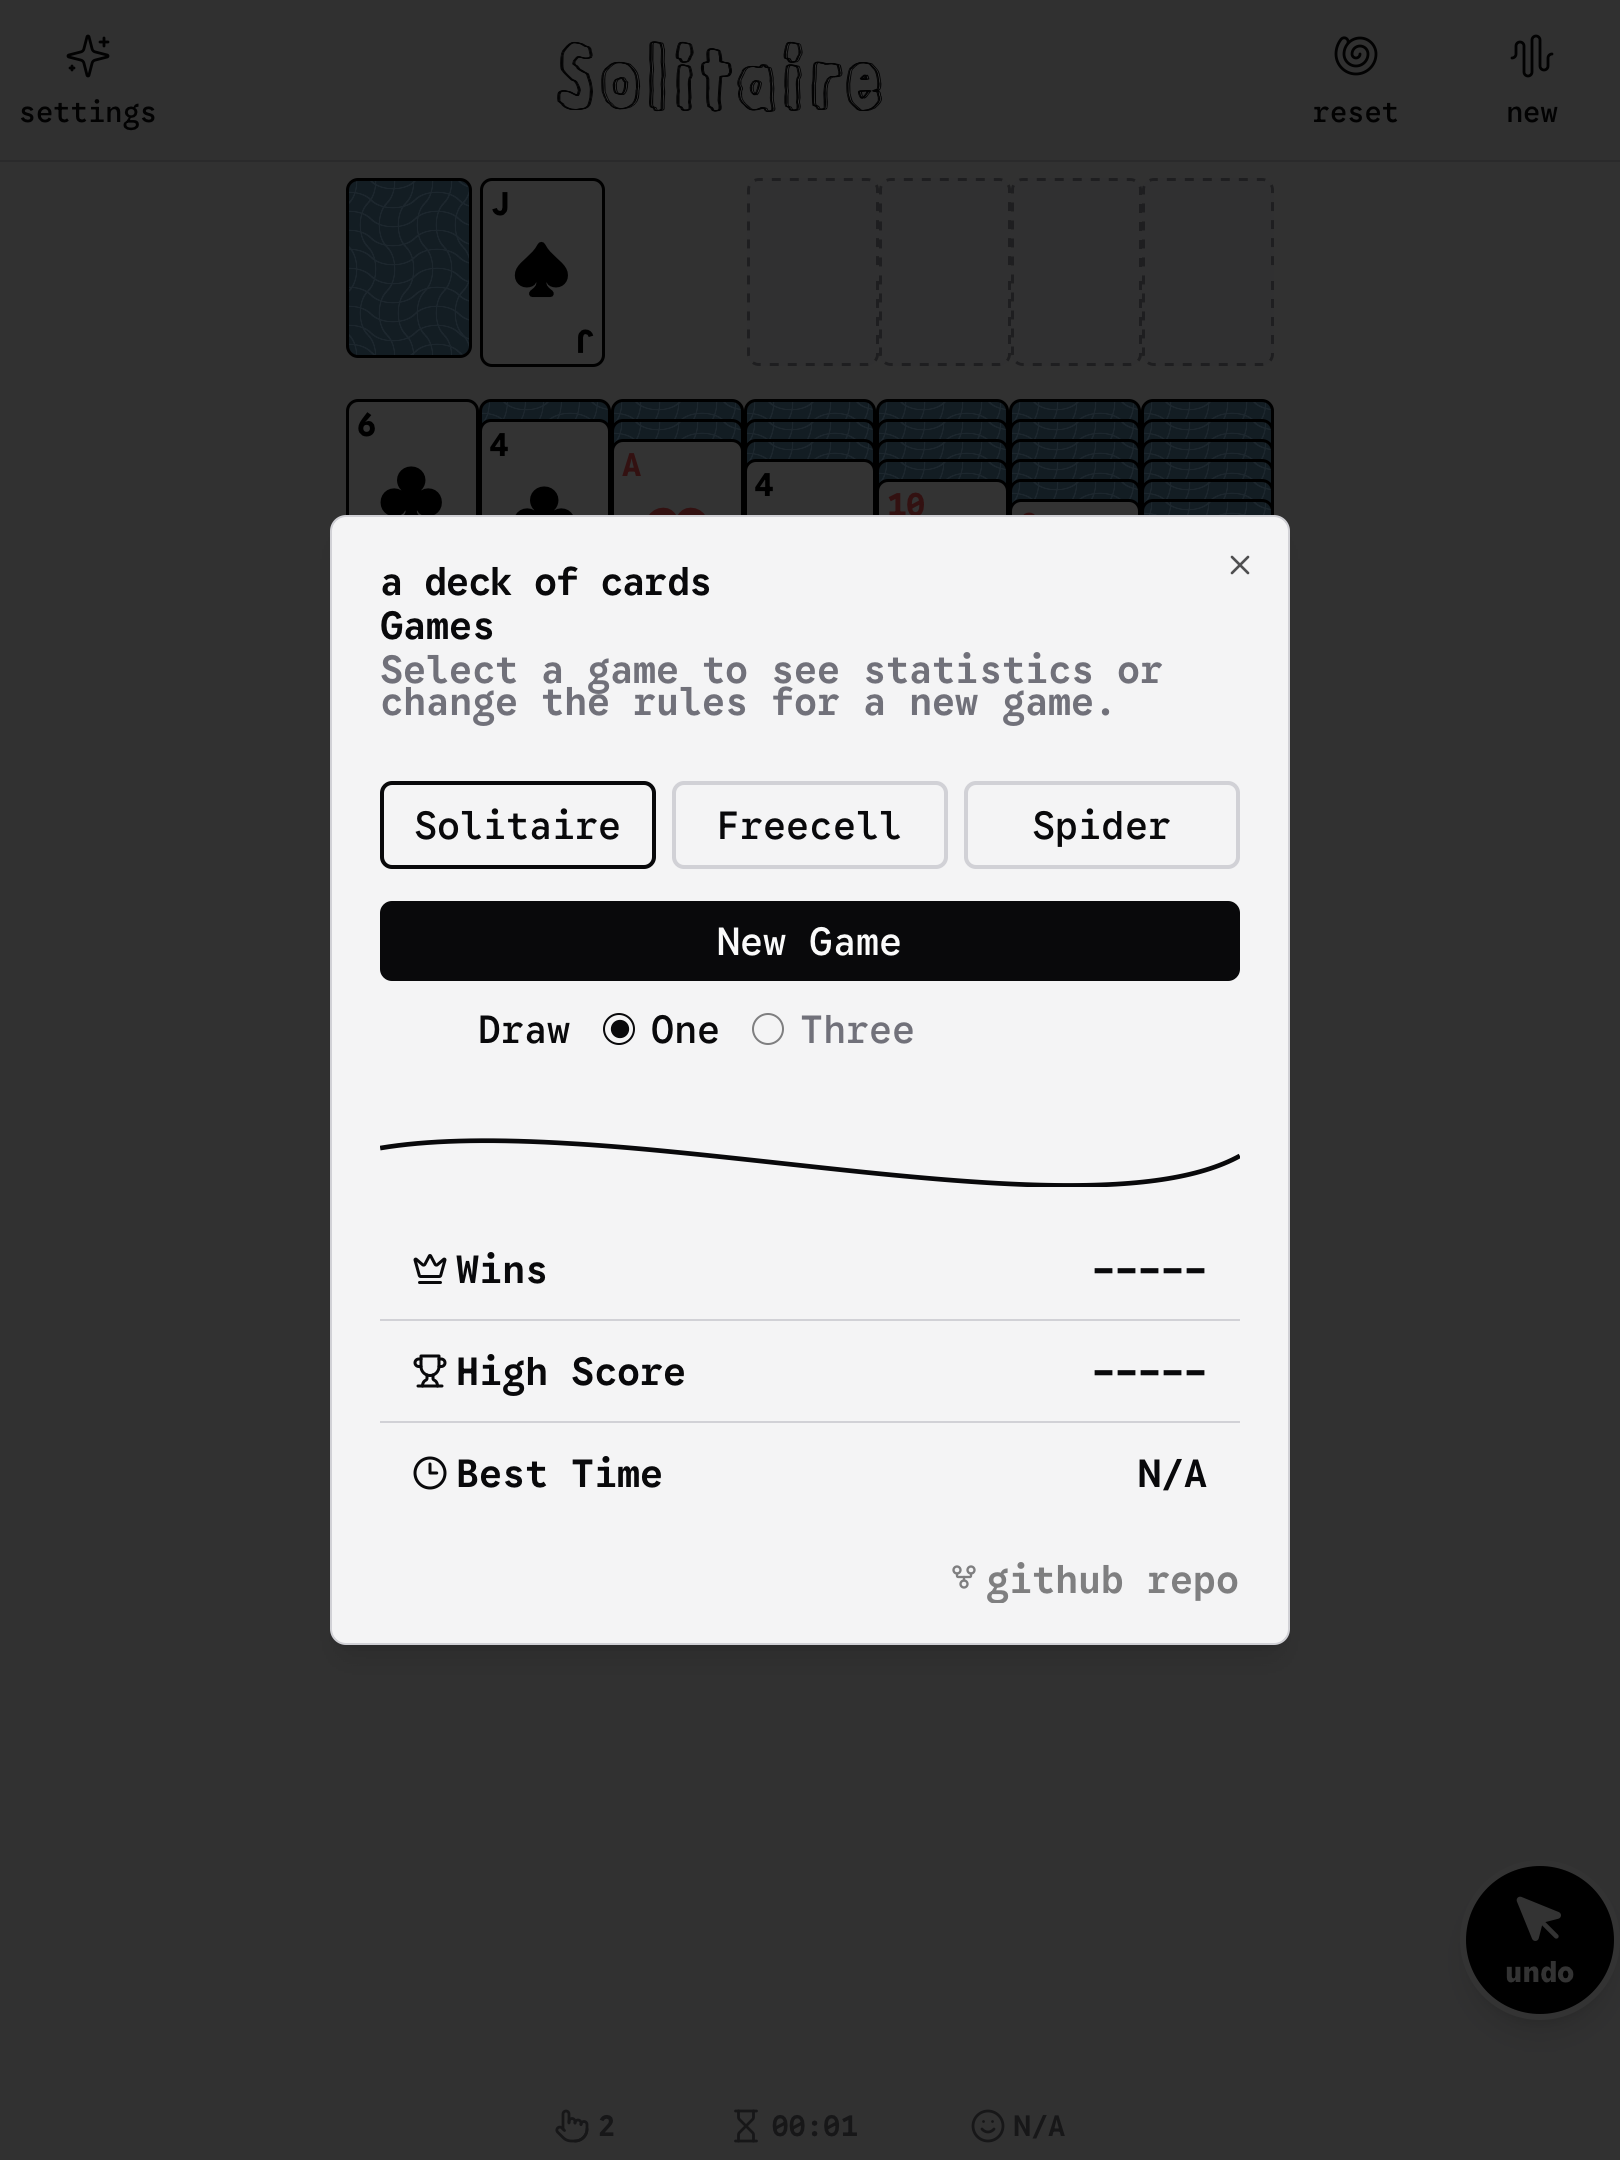 settings
Solitaire
reset
new
J
J
6
4
A
4
10
a deck of cards
Games
Select a game to see statistics or
change the rules for a new game.
Solitaire
Freecell
Spider
New Game
Draw One Three
Wins -----
High Score -----
Best Time N/A
github repo
undo
2 00:01 N/A